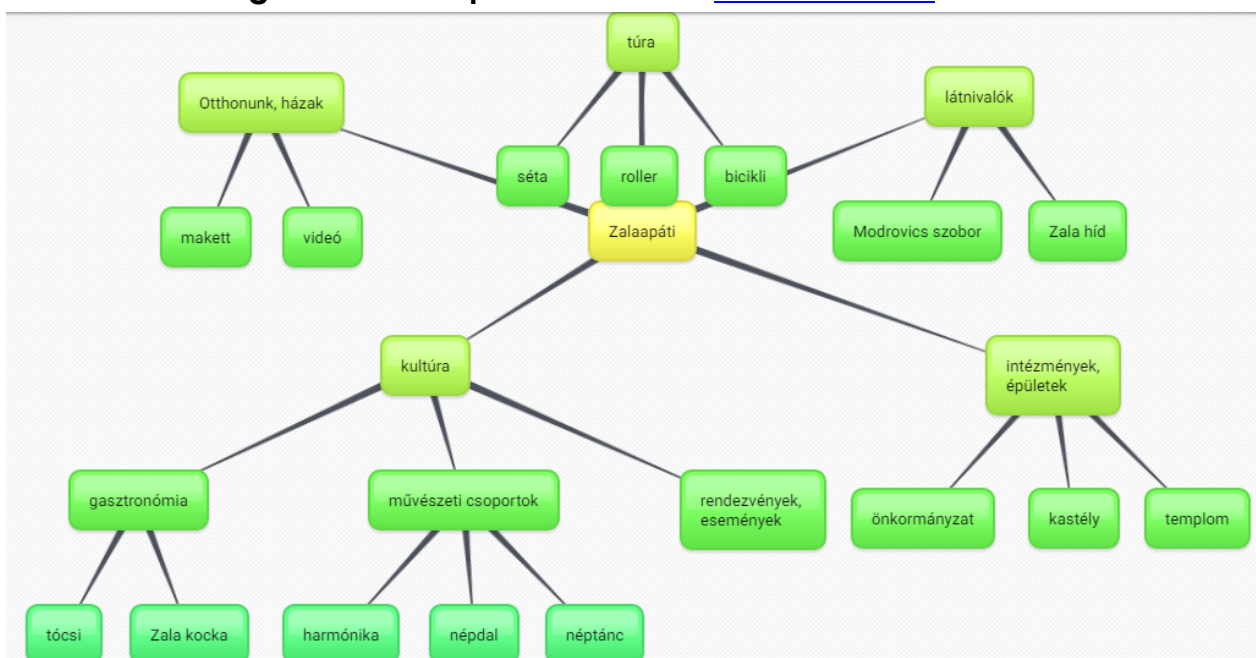 túra
Otthonunk, házak
látnivalók
séta
roller
bicikli
makett
videó
Zalaapáti
Modrovics szobor
Zala híd
kultúra
intézmények,
épületek
gasztronómia
művészeti csoportok
rendezvények,
események
önkormányzat
kastély
templom
tócsi
Zala kocka
harmónika
népdal
néptánc